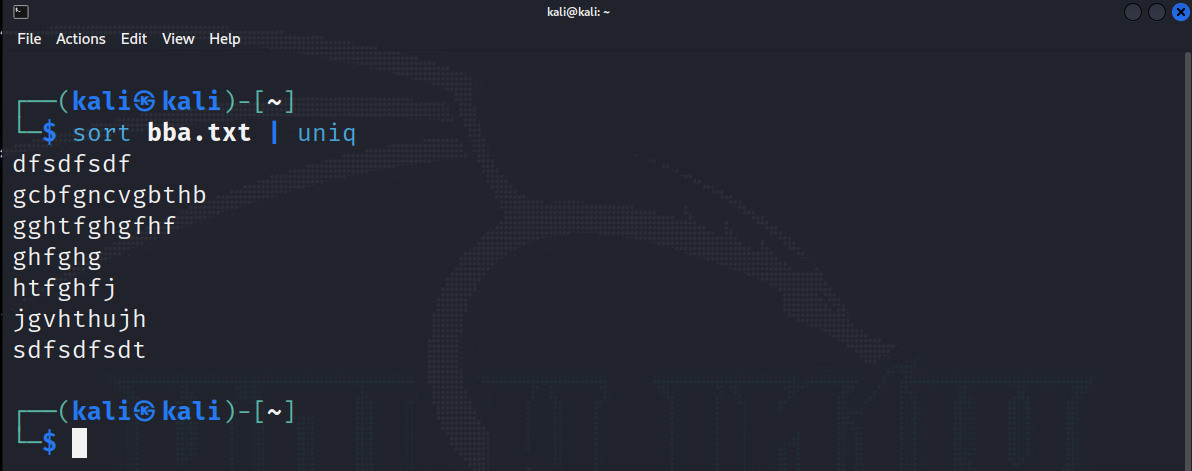 kali@kali: ~
File Actions Edit View Help
┌──(kali㉿kali)-[~]
└─$ sort bba.txt | uniq
dfsdfsdf
gcbfgncvgbthb
gghtfghgfhf
ghfghg
htfghfj
jgvhthujh
sdfsdfsdt
┌──(kali㉿kali)-[~]
└─$